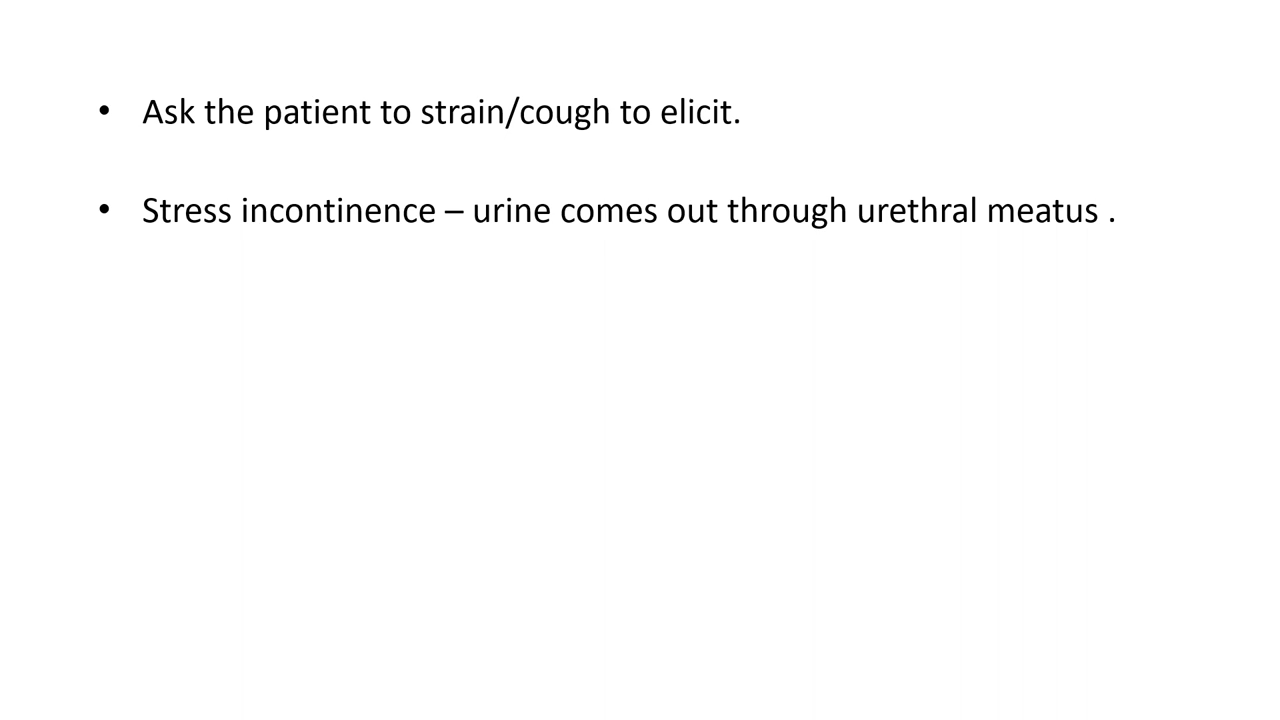 • Ask the patient to strain/cough to elicit.
• Stress incontinence – urine comes out through urethral meatus .